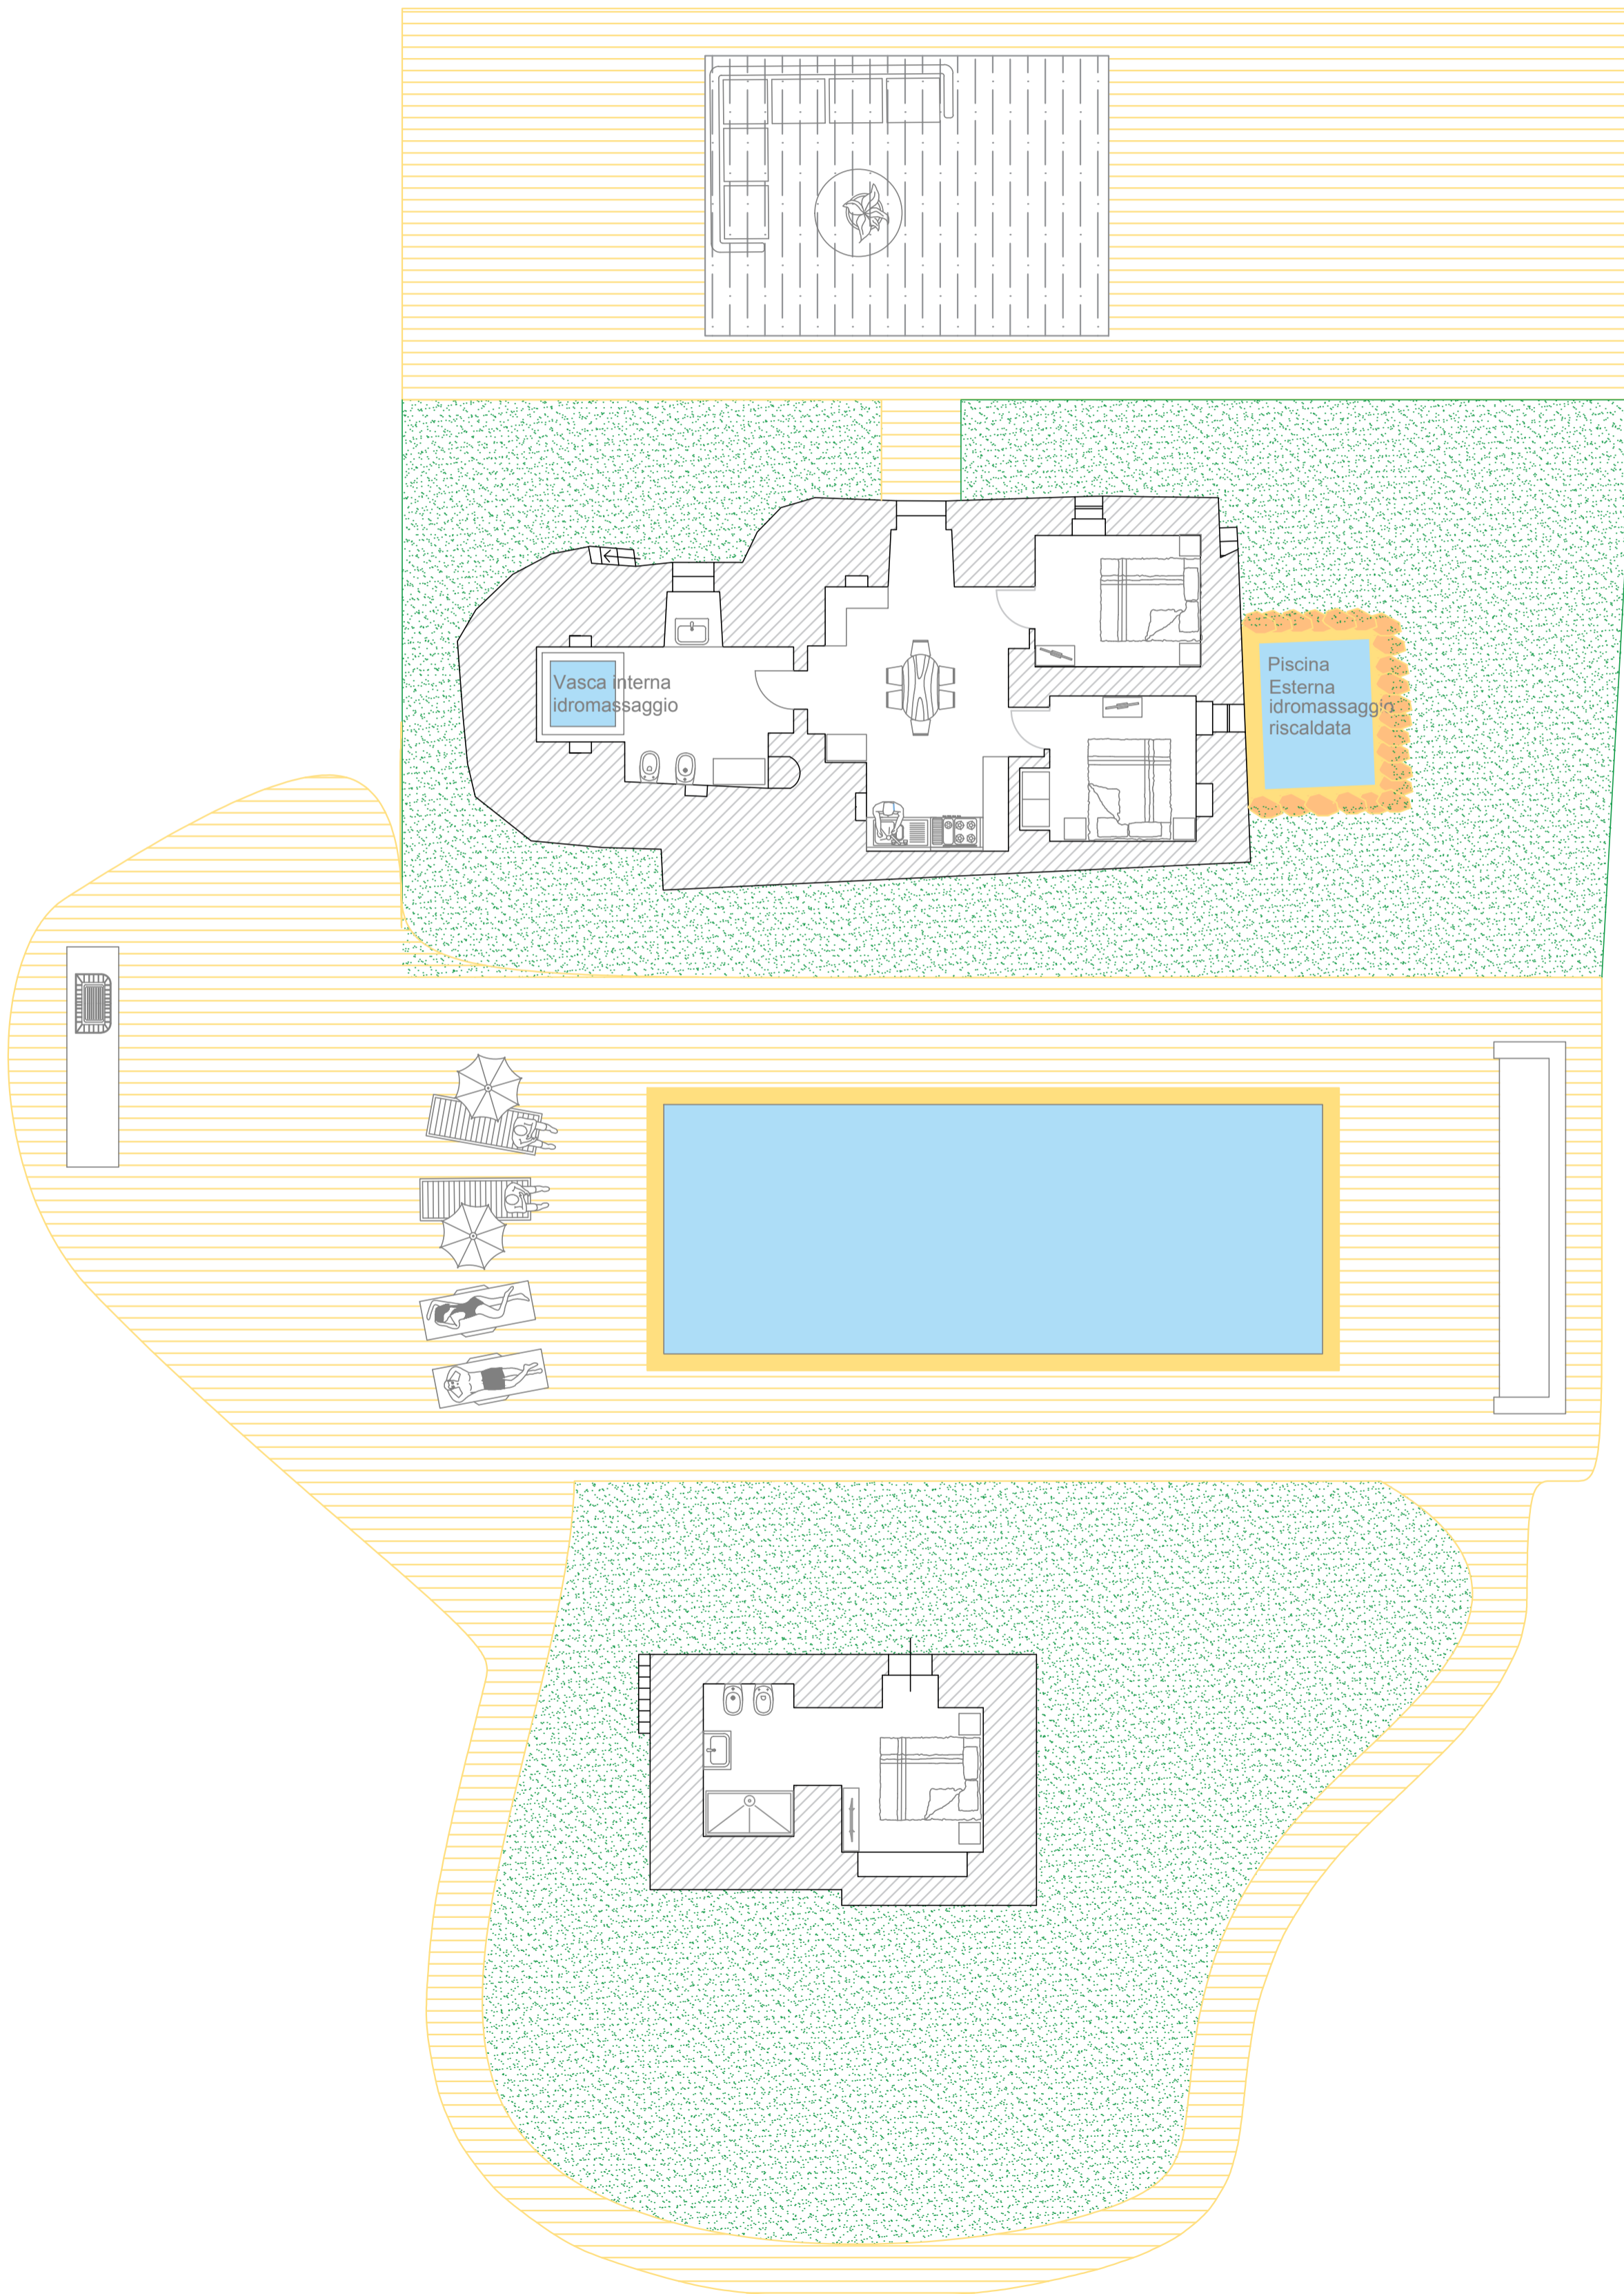 Vasca interna
idromassaggio
Piscina
Esterna
idromassaggio
riscaldata